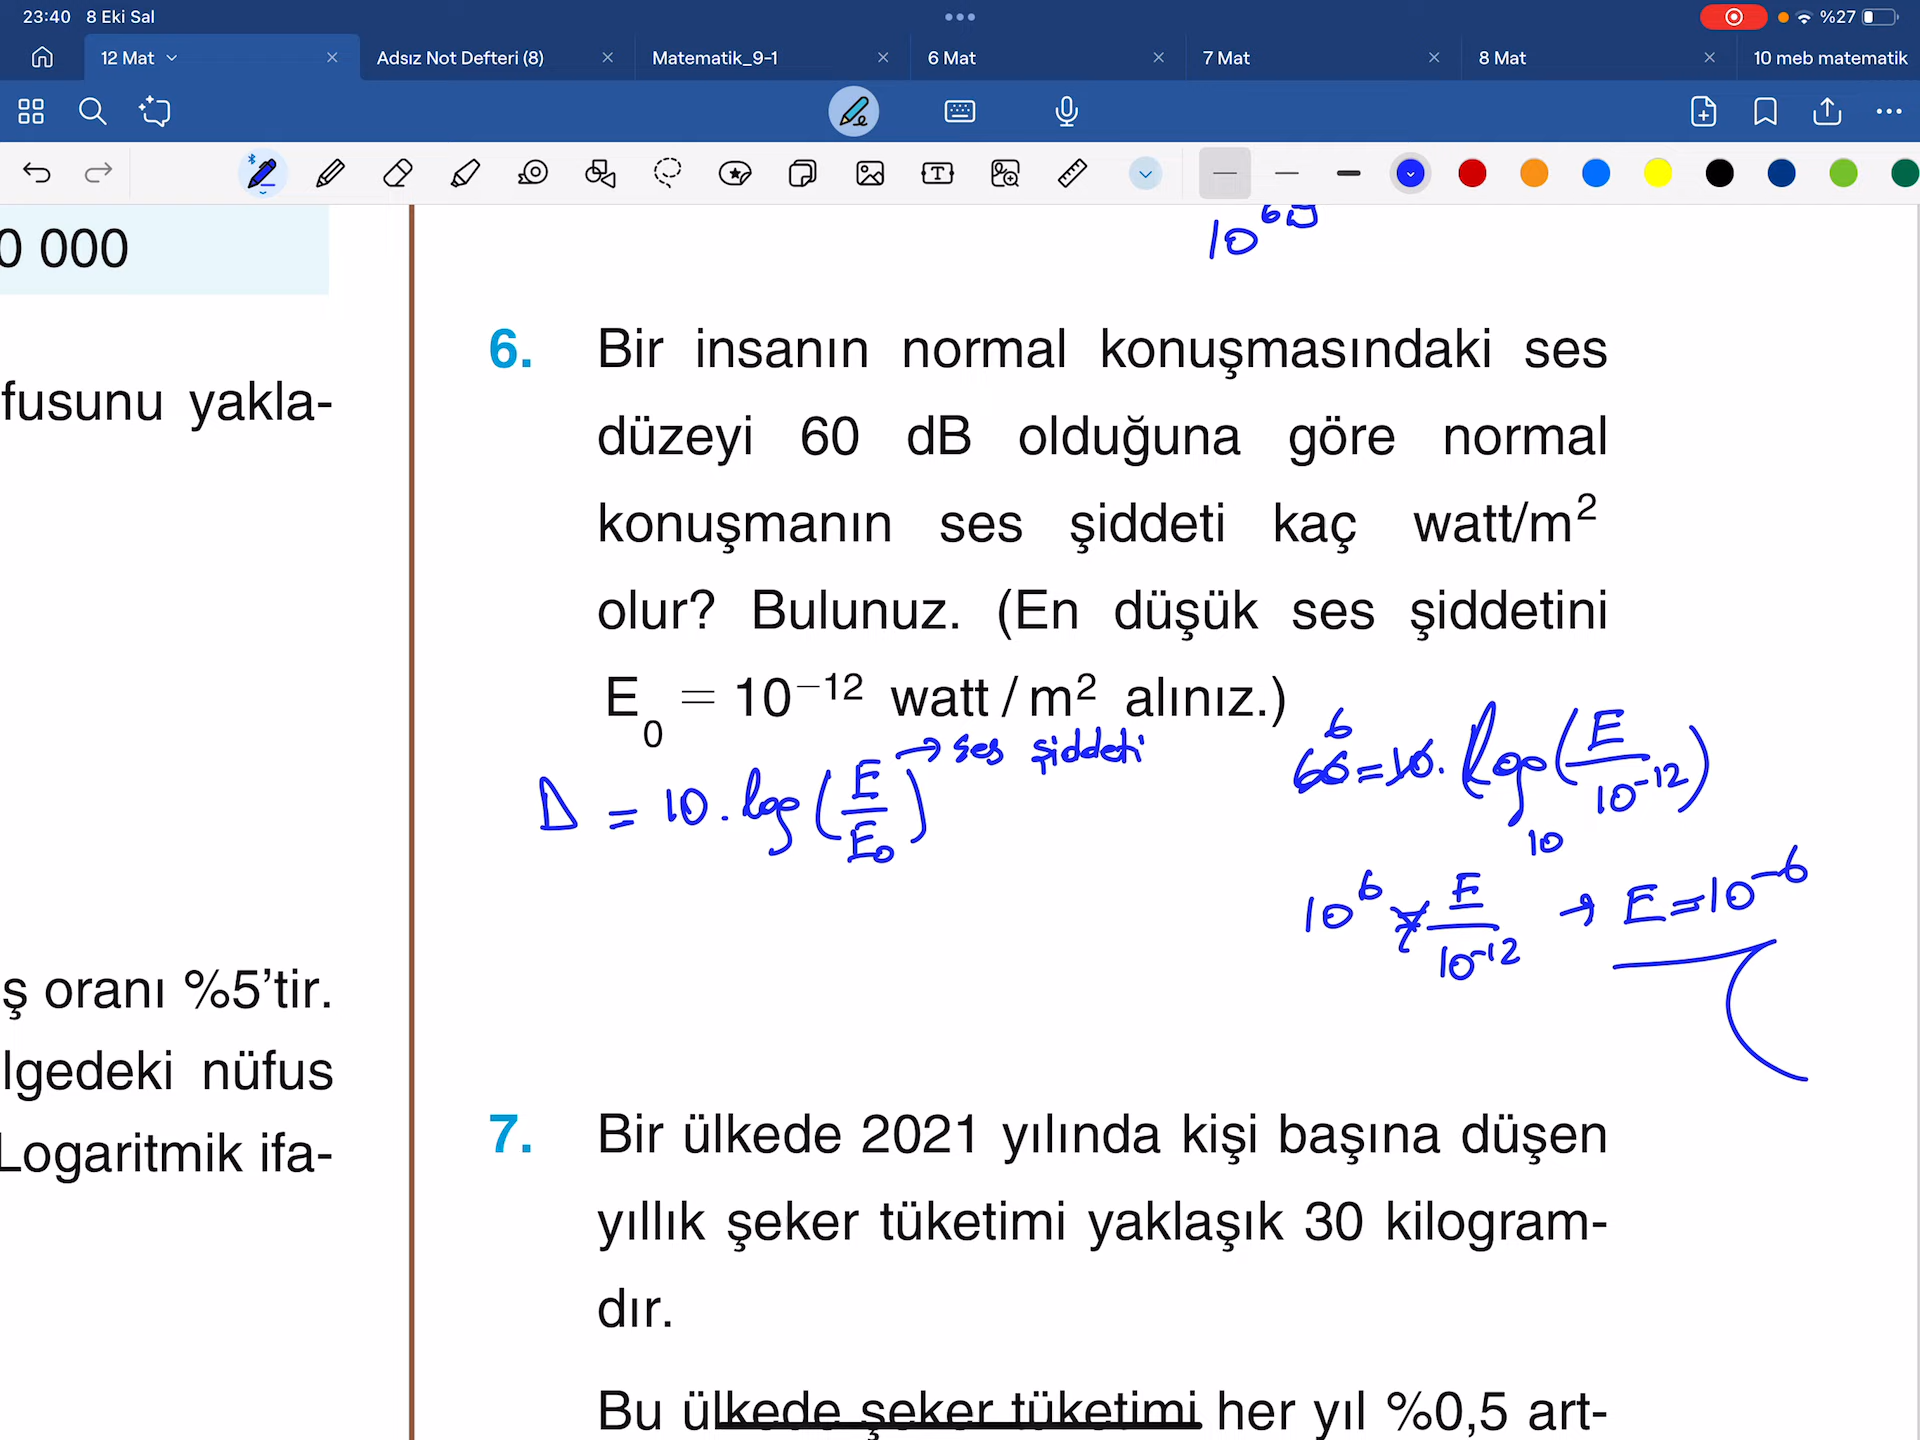 23:40 8 Eki Sal
%27
12 Mat
Adsız Not Defteri (8)
Matematik_9-1
6 Mat
7 Mat
8 Mat
10 meb matematik
0 000
fusunu yakla-
ş oranı %5’tir.
lgedeki nüfus
Logaritmik ifa-
10
6. Bir insanın normal konuşmasındaki ses
düzeyi 60 dB olduğuna göre normal
konuşmanın ses şiddeti kaç watt/m²
olur? Bulunuz. (En düşük ses şiddetini
E₀ = 10⁻¹² watt / m² alınız.)
→ ses şiddeti
D = 10 . log(E/E₀)
6
60 = 10 . log₁₀(E/10⁻¹²)
10⁶ = E/10⁻¹² → E = 10⁻⁶
7. Bir ülkede 2021 yılında kişi başına düşen
yıllık şeker tüketimi yaklaşık 30 kilogram-
dır.
Bu ülkede şeker tüketimi her yıl %0,5 art-